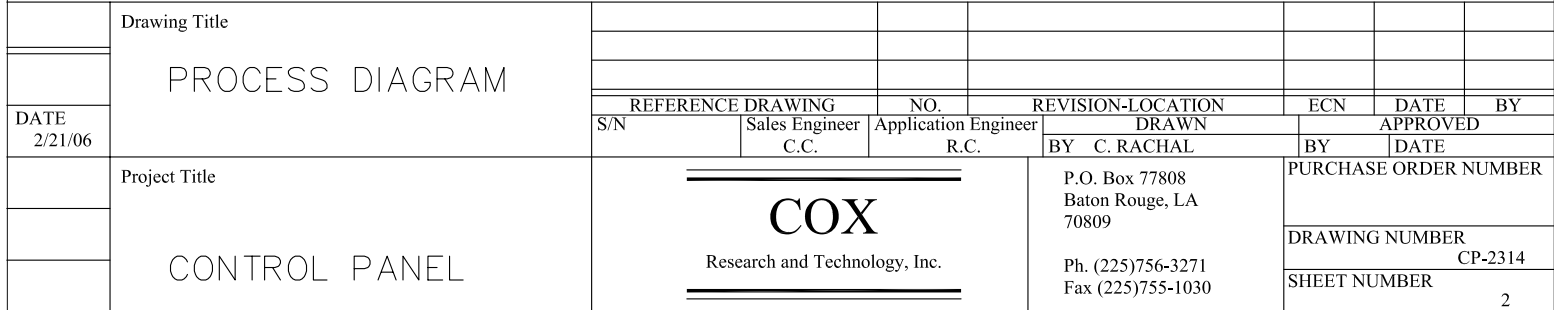 Drawing Title
PROCESS DIAGRAM
DATE
2/21/06
REFERENCE DRAWING NO. REVISION-LOCATION ECN DATE BY
S/N Sales Engineer Application Engineer DRAWN APPROVED
C.C. R.C. BY C. RACHAL BY DATE
Project Title
CONTROL PANEL
COX
Research and Technology, Inc.
P.O. Box 77808
Baton Rouge, LA
70809
Ph. (225)756-3271
Fax (225)755-1030
PURCHASE ORDER NUMBER
DRAWING NUMBER
CP-2314
SHEET NUMBER
2